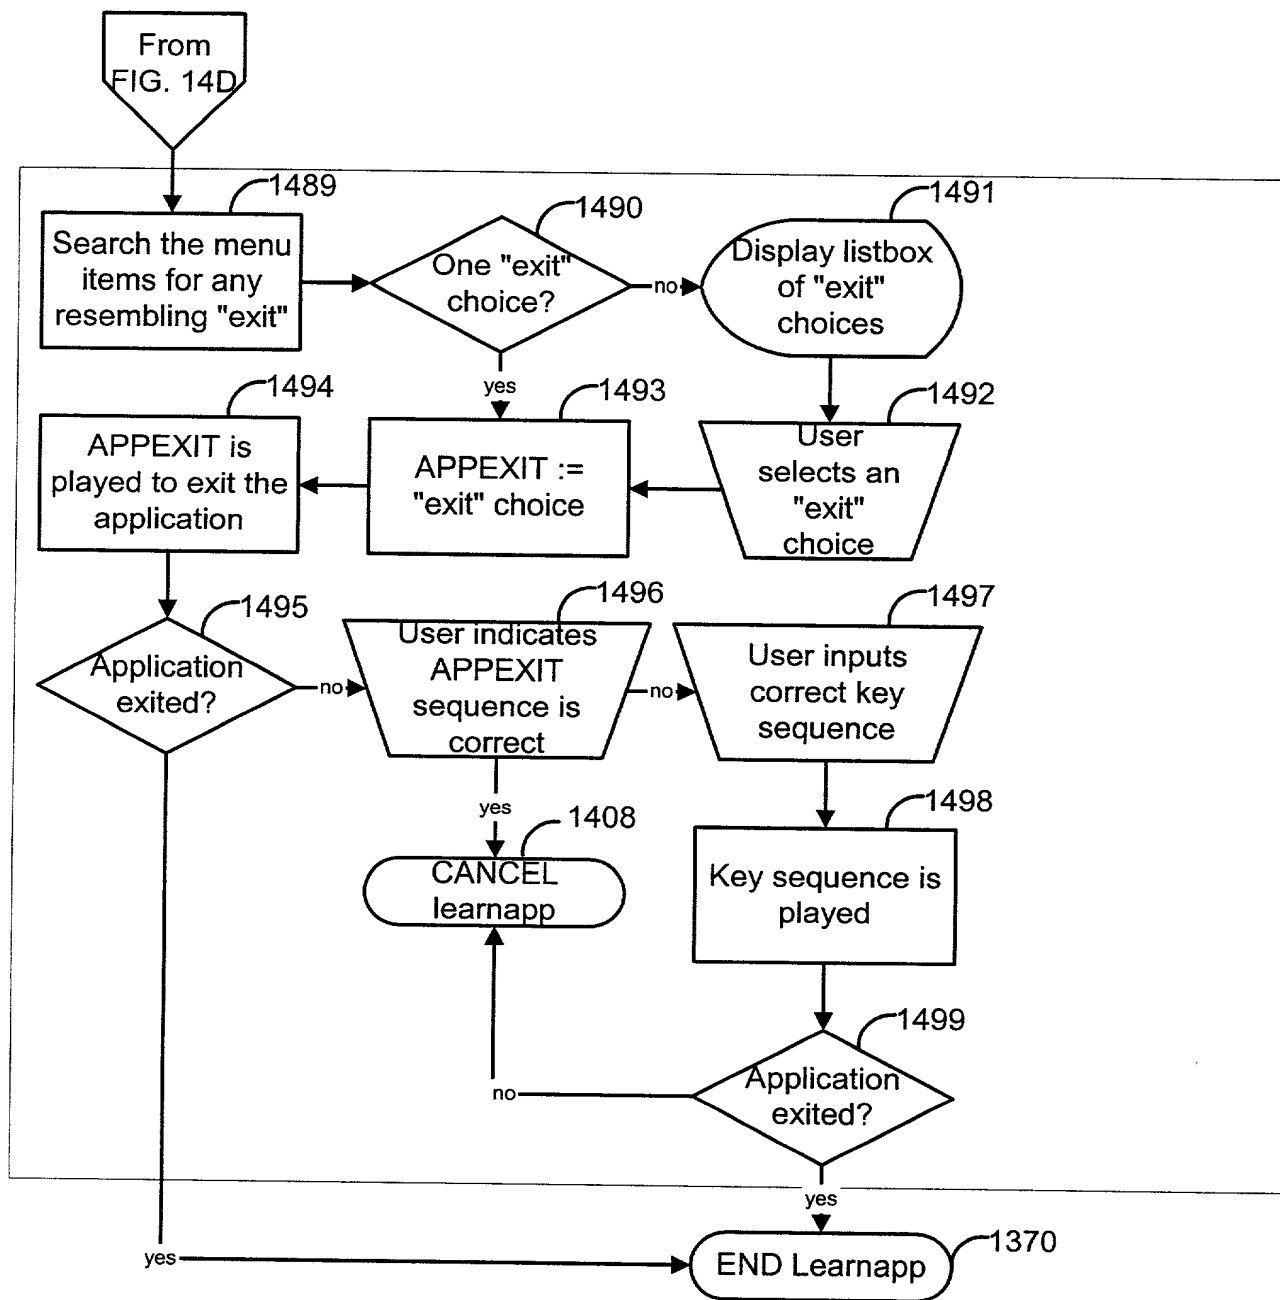 From
FIG. 14D
1489
Search the menu
items for any
resembling "exit"
1490
One "exit"
choice?
no
1491
Display listbox
of "exit"
choices
yes
1492
User
selects an
"exit"
choice
1493
APPEXIT :=
"exit" choice
1494
APPEXIT is
played to exit the
application
1495
Application
exited?
no
1496
User indicates
APPEXIT
sequence is
correct
no
1497
User inputs
correct key
sequence
yes
1408
CANCEL
learnapp
1498
Key sequence is
played
1499
Application
exited?
no
yes
yes
1370
END Learnapp